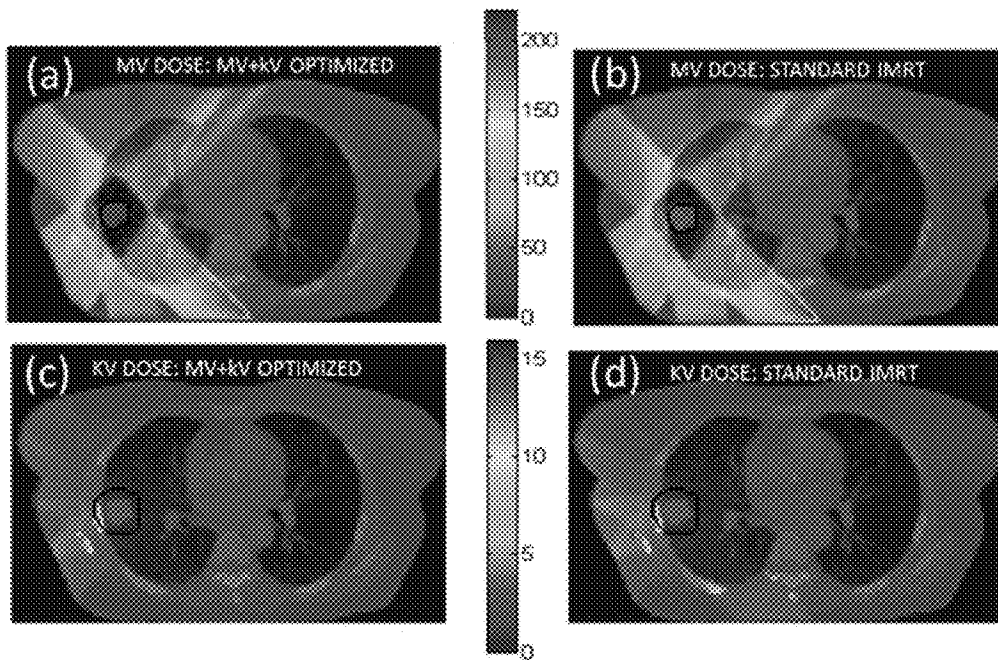 (a) MV DOSE: MV+kV OPTIMIZED
200
150
100
50
0
(b) MV DOSE: STANDARD IMRT
(c) KV DOSE: MV+kV OPTIMIZED
15
10
5
0
(d) KV DOSE: STANDARD IMRT